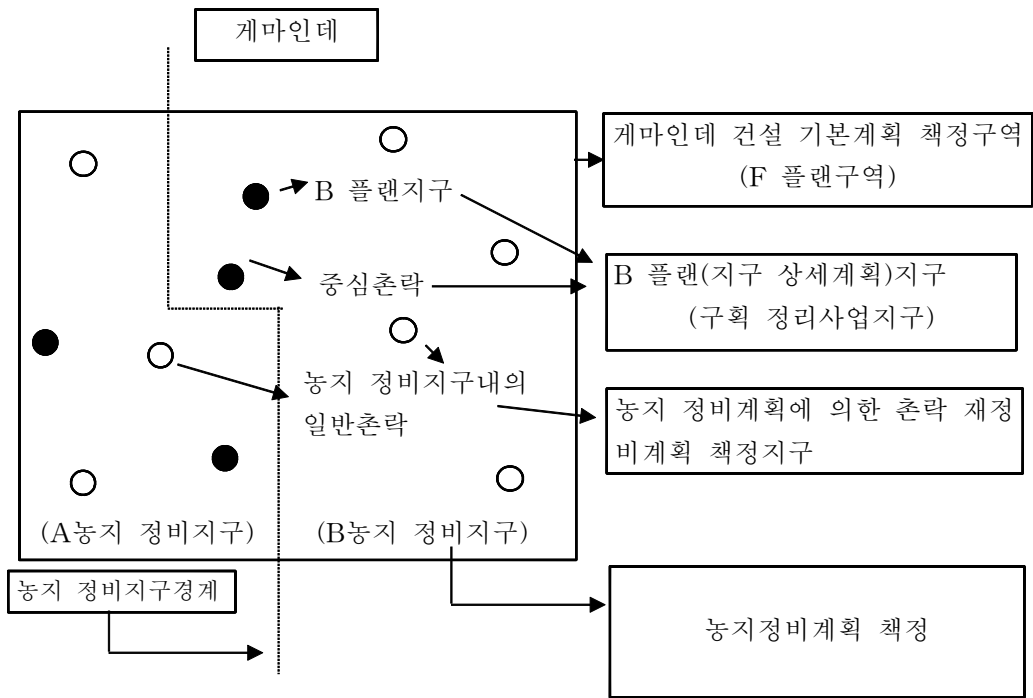 게마인데
게마인데 건설 기본계획 책정구역
(F 플랜구역)
B 플랜지구
중심촌락
B 플랜(지구 상세계획)지구
(구획 정리사업지구)
농지 정비지구내의
일반촌락
농지 정비계획에 의한 촌락 재정
비계획 책정지구
(A농지 정비지구)
(B농지 정비지구)
농지 정비지구경계
농지정비계획 책정